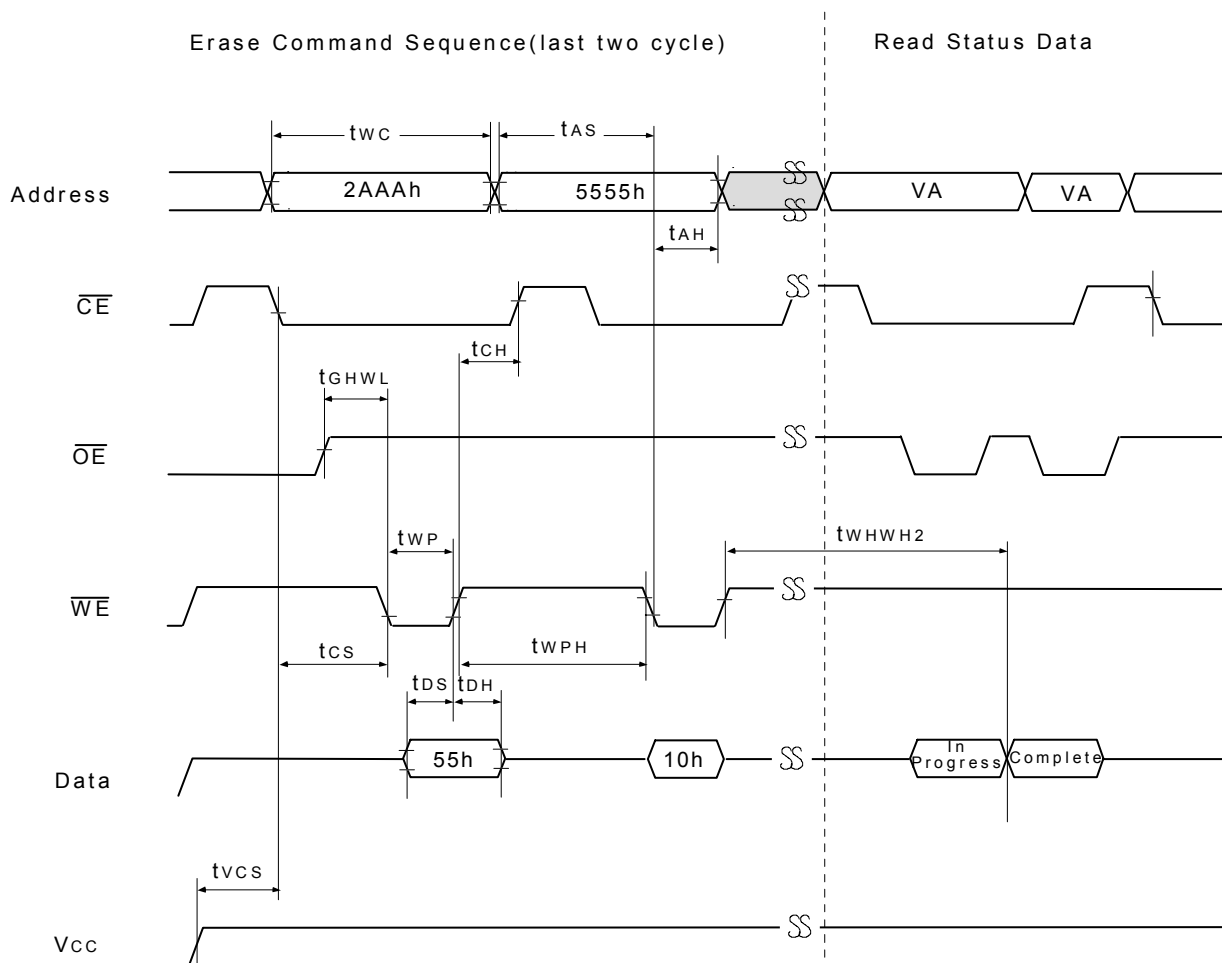 Erase Command Sequence(last two cycle)
Read Status Data
tWC
tAS
Address
2AAAh
5555h
VA
VA
tAH
CE
tCH
tGHWL
OE
tWP
tWHWH2
WE
tCS
tWPH
tDS
tDH
Data
55h
10h
In
Progress
Complete
tVCS
VCC